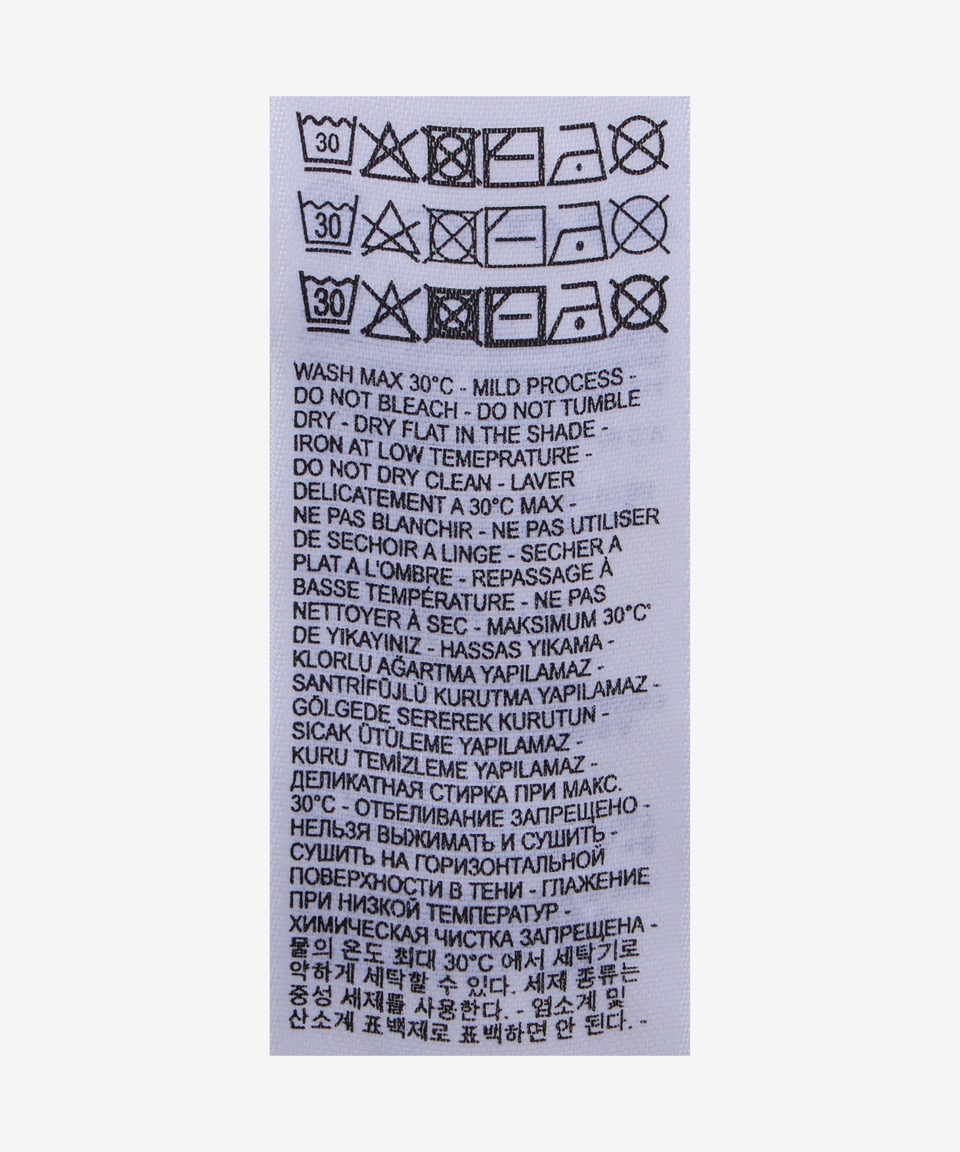 30
30
30
WASH MAX 30°C - MILD PROCESS -
DO NOT BLEACH - DO NOT TUMBLE
DRY - DRY FLAT IN THE SHADE -
IRON AT LOW TEMEPRATURE -
DO NOT DRY CLEAN - LAVER
DELICATEMENT A 30°C MAX -
NE PAS BLANCHIR - NE PAS UTILISER
DE SECHOIR A LINGE - SECHER A
PLAT A L'OMBRE - REPASSAGE À
BASSE TEMPÉRATURE - NE PAS
NETTOYER À SEC - MAKSIMUM 30°C'
DE YIKAYINIZ - HASSAS YIKAMA -
KLORLU AĞARTMA YAPILAMAZ -
SANTRİFÜJLÜ KURUTMA YAPILAMAZ -
GÖLGEDE SEREREK KURUTUN -
SICAK ÜTÜLEME YAPILAMAZ -
KURU TEMİZLEME YAPILAMAZ -
ДЕЛИКАТНАЯ СТИРКА ПРИ МАКС.
30°C - ОТБЕЛИВАНИЕ ЗАПРЕЩЕНО -
НЕЛЬЗЯ ВЫЖИМАТЬ И СУШИТЬ -
СУШИТЬ НА ГОРИЗОНТАЛЬНОЙ
ПОВЕРХНОСТИ В ТЕНИ - ГЛАЖЕНИЕ
ПРИ НИЗКОЙ ТЕМПЕРАТУР -
ХИМИЧЕСКАЯ ЧИСТКА ЗАПРЕЩЕНА -
물의 온도 최대 30°C 에서 세탁기로
약하게 세탁할 수 있다. 세제 종류는
중성 세제를 사용한다. - 염소계 및
산소계 표백제로 표백하면 안 된다. -